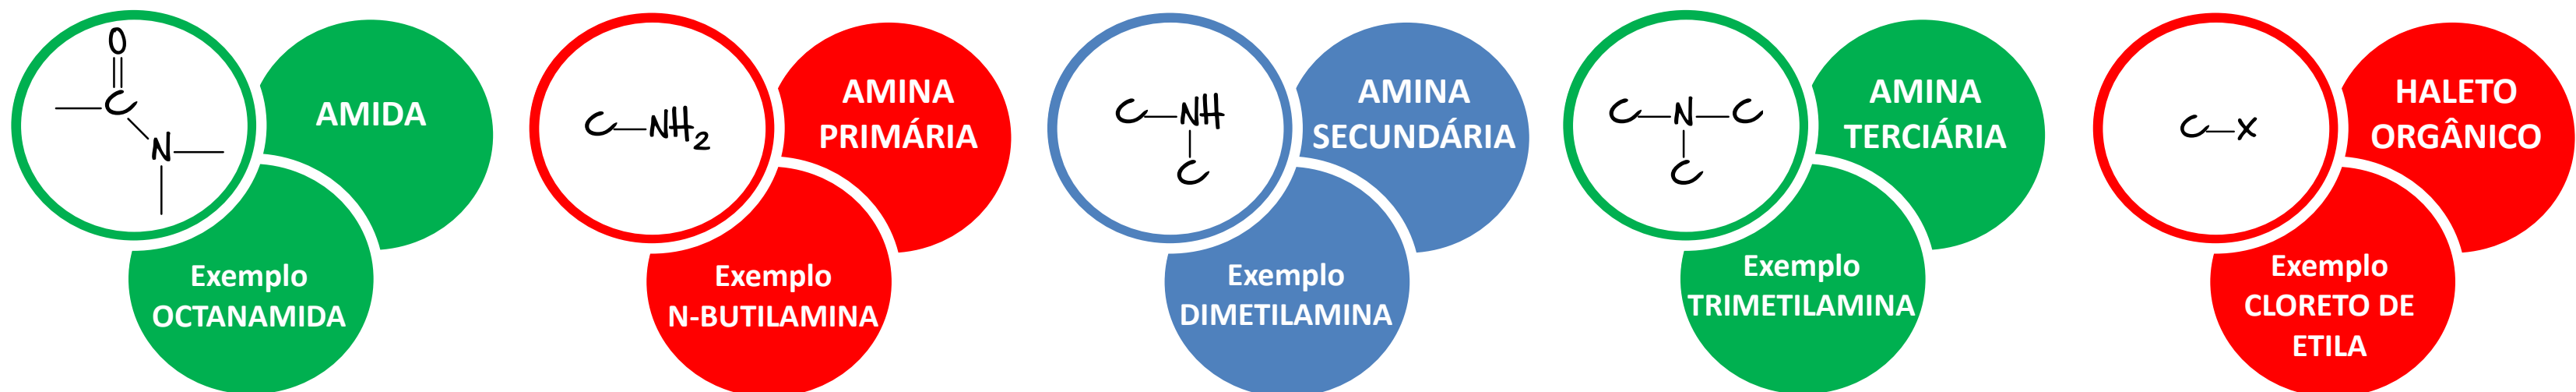 O
C
N
AMIDA
Exemplo
OCTANAMIDA
C—NH₂
AMINA
PRIMÁRIA
Exemplo
N-BUTILAMINA
C—NH
C
AMINA
SECUNDÁRIA
Exemplo
DIMETILAMINA
C—N—C
C
AMINA
TERCIÁRIA
Exemplo
TRIMETILAMINA
C—X
HALETO
ORGÂNICO
Exemplo
CLORETO DE
ETILA